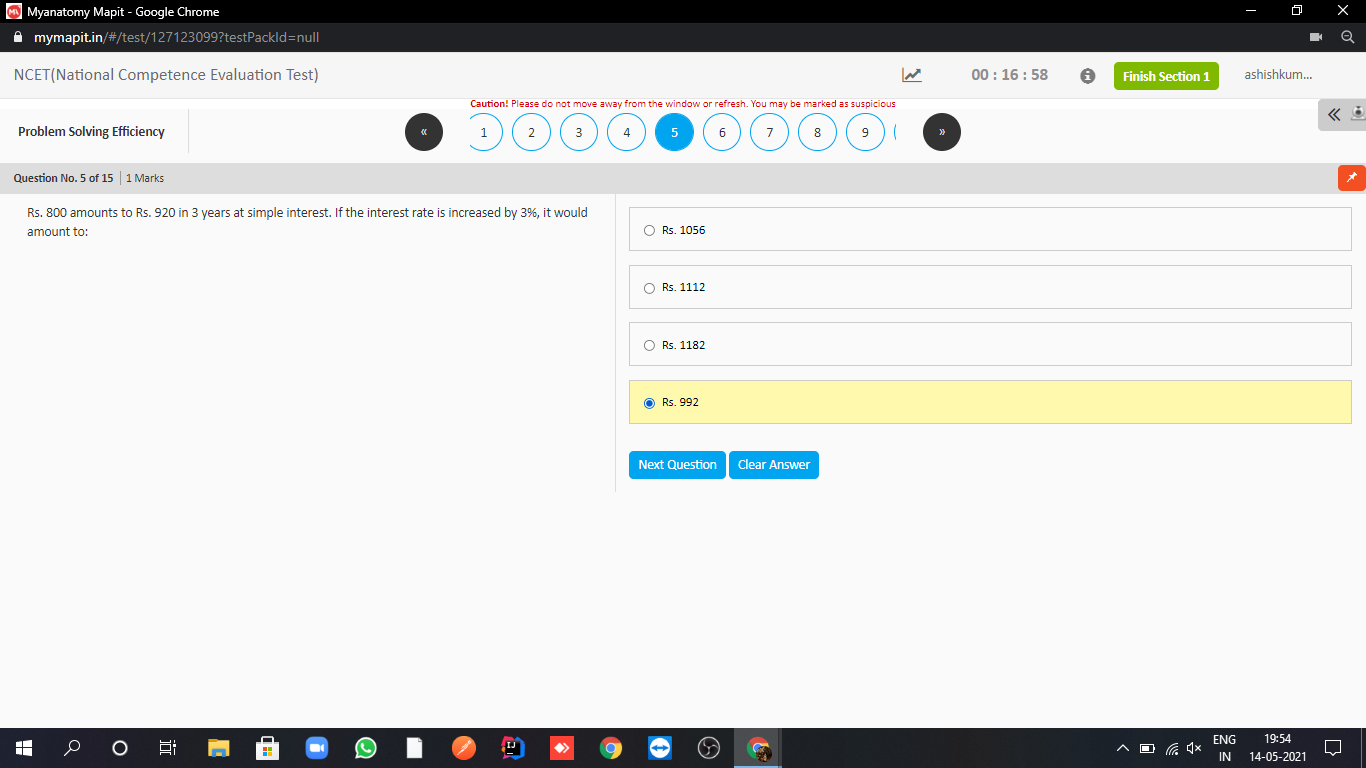 Myanatomy Mapit - Google Chrome
mymapit.in/#/test/127123099?testPackId=null
NCET(National Competence Evaluation Test)
00 : 16 : 58
Finish Section 1
ashishkum...
Caution! Please do not move away from the window or refresh. You may be marked as suspicious
Problem Solving Efficiency
« 1 2 3 4 5 6 7 8 9 »
Question No. 5 of 15 | 1 Marks
Rs. 800 amounts to Rs. 920 in 3 years at simple interest. If the interest rate is increased by 3%, it would
amount to:
Rs. 1056
Rs. 1112
Rs. 1182
Rs. 992
Next Question
Clear Answer
ENG
IN
19:54
14-05-2021